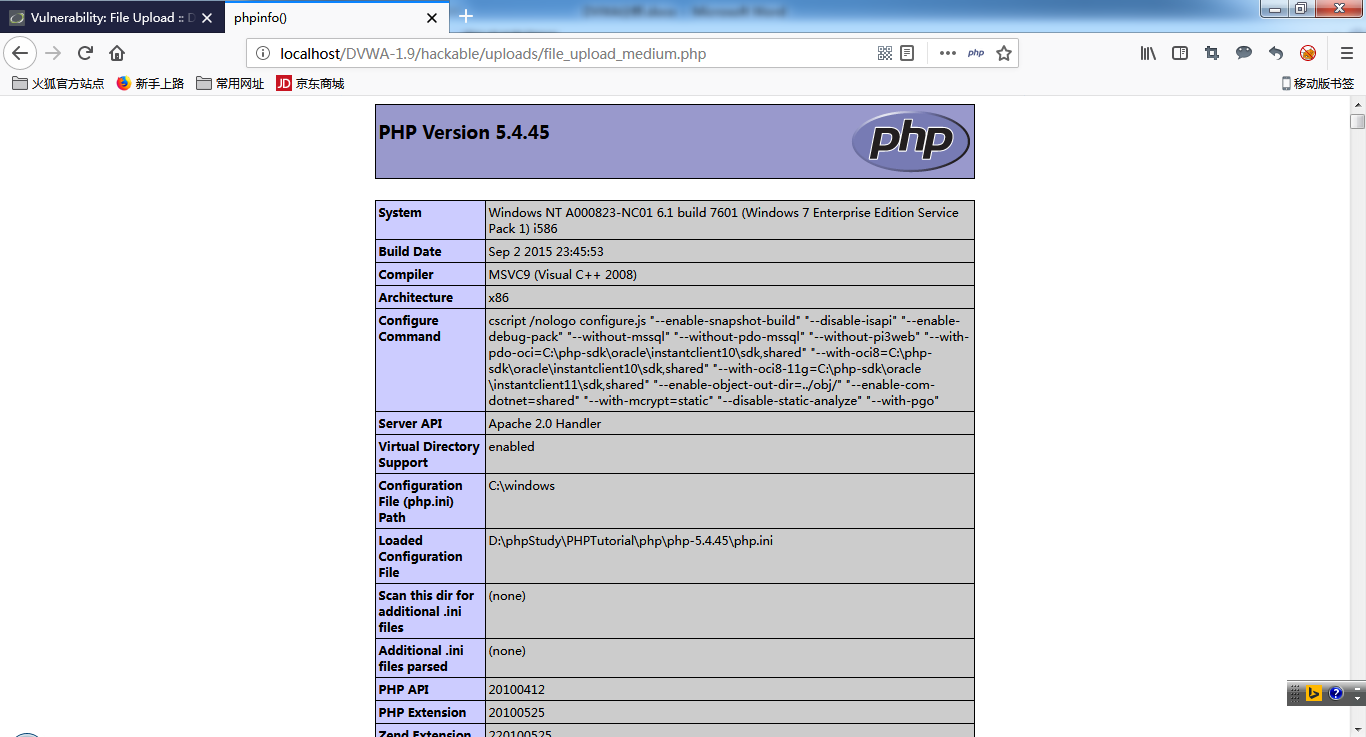 Vulnerability: File Upload :: D
phpinfo()
localhost/DVWA-1.9/hackable/uploads/file_upload_medium.php
php
火狐官方站点
新手上路
常用网址
JD 京东商城
移动版书签
PHP Version 5.4.45
php
System
Windows NT A000823-NC01 6.1 build 7601 (Windows 7 Enterprise Edition Service
Pack 1) i586
Build Date
Sep 2 2015 23:45:53
Compiler
MSVC9 (Visual C++ 2008)
Architecture
x86
Configure
Command
cscript /nologo configure.js "--enable-snapshot-build" "--disable-isapi" "--enable-
debug-pack" "--without-mssql" "--without-pdo-mssql" "--without-pi3web" "--with-
pdo-oci=C:\php-sdk\oracle\instantclient10\sdk,shared" "--with-oci8=C:\php-
sdk\oracle\instantclient10\sdk,shared" "--with-oci8-11g=C:\php-sdk\oracle
\instantclient11\sdk,shared" "--enable-object-out-dir=../obj/" "--enable-com-
dotnet=shared" "--with-mcrypt=static" "--disable-static-analyze" "--with-pgo"
Server API
Apache 2.0 Handler
Virtual Directory
Support
enabled
Configuration
File (php.ini)
Path
C:\windows
Loaded
Configuration
File
D:\phpStudy\PHPTutorial\php\php-5.4.45\php.ini
Scan this dir for
additional .ini
files
(none)
Additional .ini
files parsed
(none)
PHP API
20100412
PHP Extension
20100525
Zend Extension
220100525